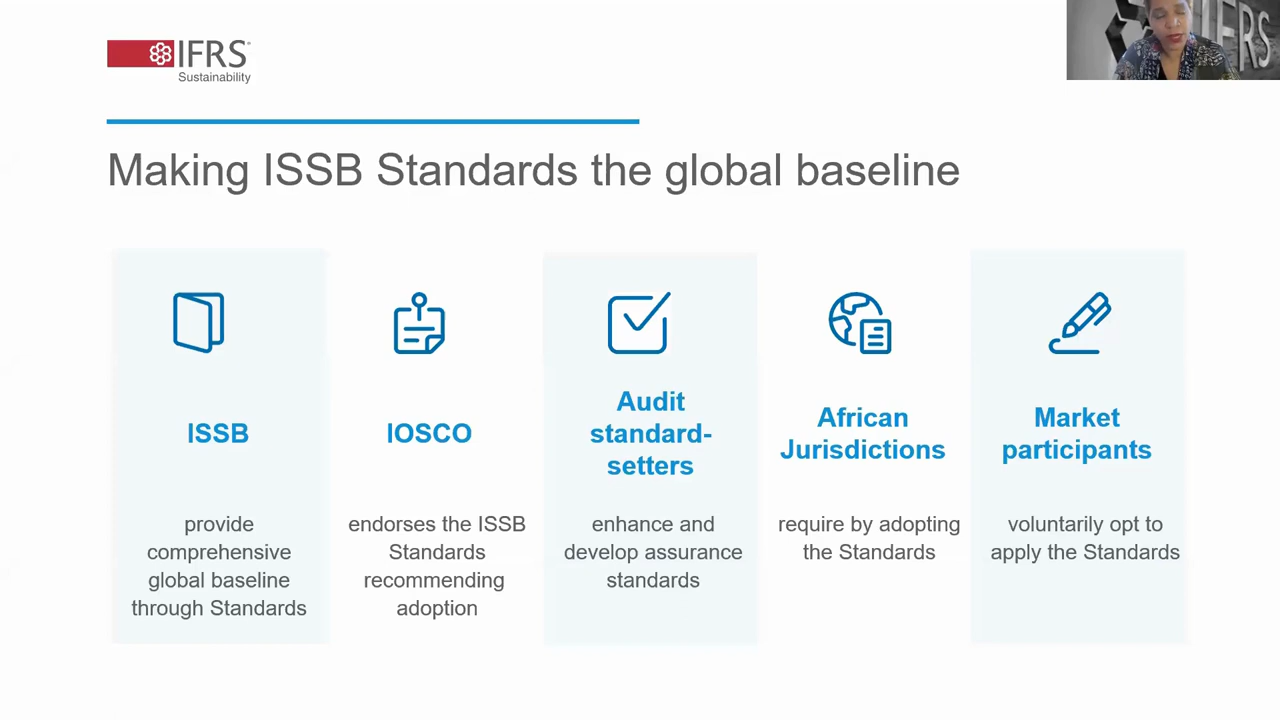 IFRS
Sustainability
IFRS
Making ISSB Standards the global baseline
ISSB
provide
comprehensive
global baseline
through Standards
IOSCO
endorses the ISSB
Standards
recommending
adoption
Audit
standard-
setters
enhance and
develop assurance
standards
African
Jurisdictions
require by adopting
the Standards
Market
participants
voluntarily opt to
apply the Standards